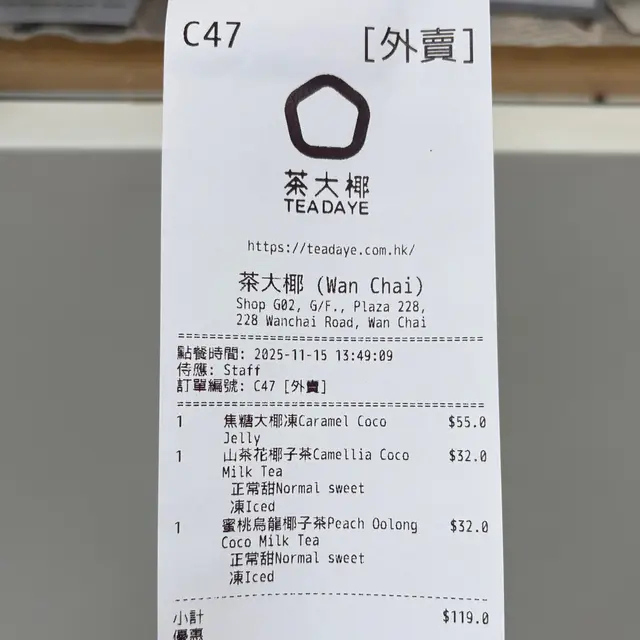 C47 [外賣]
茶大椰
TEADAYE
https://teadaye.com.hk/
茶大椰 (Wan Chai)
Shop G02, G/F., Plaza 228,
228 Wanchai Road, Wan Chai
點餐時間: 2025-11-15 13:49:09
侍應: Staff
訂單編號: C47 [外賣]
1 焦糖大椰凍Caramel Coco $55.0
Jelly
1 山茶花椰子茶Camellia Coco $32.0
Milk Tea
正常甜Normal sweet
凍Iced
1 蜜桃烏龍椰子茶Peach Oolong $32.0
Coco Milk Tea
正常甜Normal sweet
凍Iced
小計 $119.0
優惠